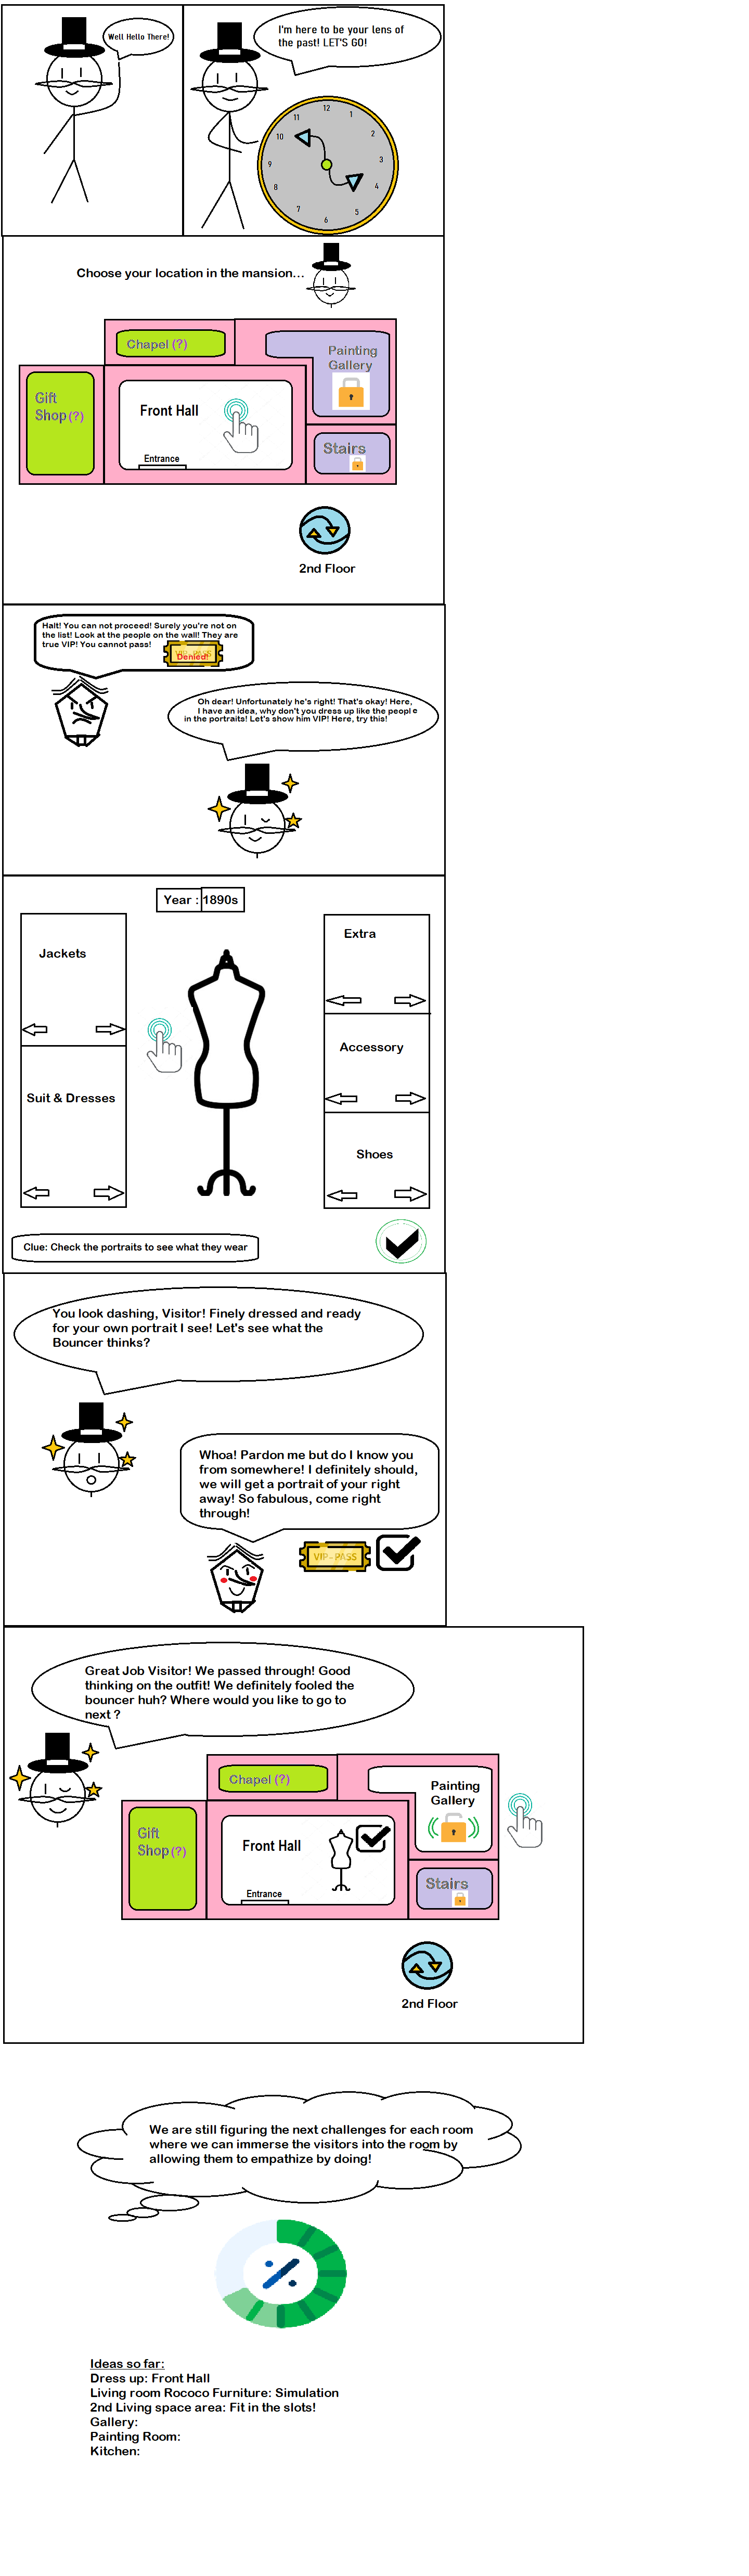 Well Hello There!
I'm here to be your lens of
the past! LET'S GO!
12
1
2
3
4
5
6
7
8
9
10
11
Choose your location in the mansion...
Chapel (?)
Painting
Gallery
Gift
Shop (?)
Front Hall
Entrance
Stairs
2nd Floor
Halt! You can not proceed! Surely you're not on
the list! Look at the people on the wall! They are
true VIP! You cannot pass!
VIP-PASS
Denied!
Oh dear! Unfortunately he's right! That's okay! Here,
I have an idea, why don't you dress up like the people
in the portraits! Let's show him VIP! Here, try this!
Year : 1890s
Jackets
Extra
Accessory
Suit & Dresses
Shoes
Clue: Check the portraits to see what they wear
You look dashing, Visitor! Finely dressed and ready
for your own portrait I see! Let's see what the
Bouncer thinks?
Whoa! Pardon me but do I know you
from somewhere! I definitely should,
we will get a portrait of your right
away! So fabulous, come right
through!
VIP-PASS
Great Job Visitor! We passed through! Good
thinking on the outfit! We definitely fooled the
bouncer huh? Where would you like to go to
next ?
Chapel (?)
Painting
Gallery
Gift
Shop (?)
Front Hall
Entrance
Stairs
2nd Floor
We are still figuring the next challenges for each room
where we can immerse the visitors into the room by
allowing them to empathize by doing!
Ideas so far:
Dress up: Front Hall
Living room Rococo Furniture: Simulation
2nd Living space area: Fit in the slots!
Gallery:
Painting Room:
Kitchen: